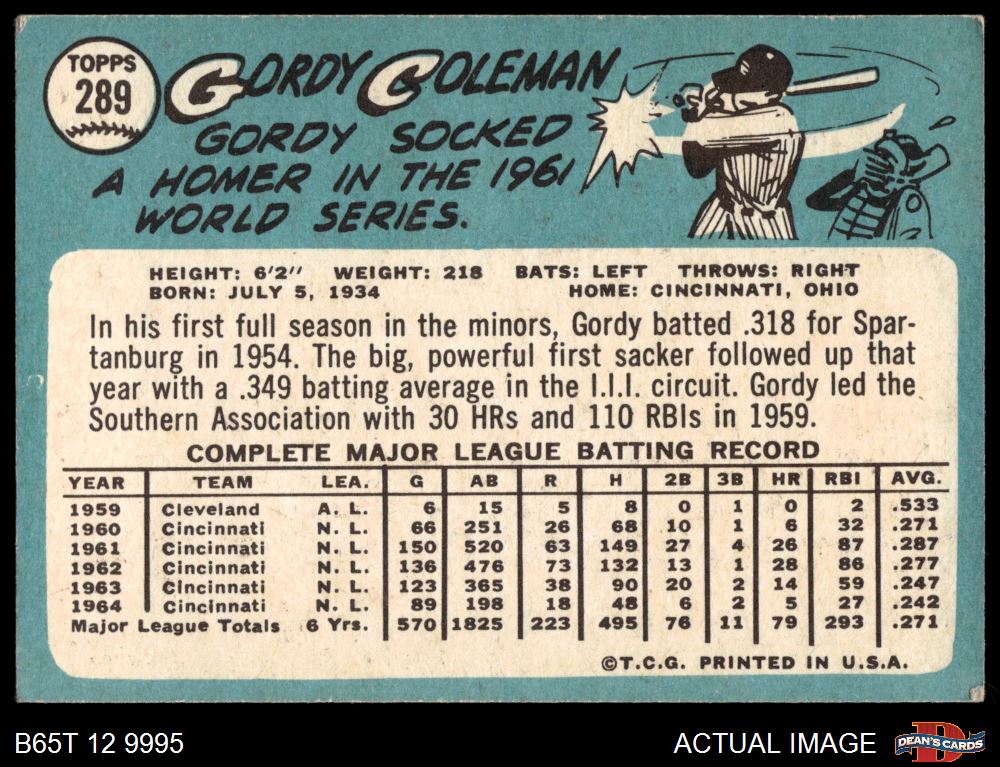 TOPPS
289
GORDY COLEMAN
GORDY SOCKED
A HOMER IN THE 1961
WORLD SERIES.
HEIGHT: 6'2" WEIGHT: 218 BATS: LEFT THROWS: RIGHT
BORN: JULY 5, 1934 HOME: CINCINNATI, OHIO
In his first full season in the minors, Gordy batted .318 for Spar-
tanburg in 1954. The big, powerful first sacker followed up that
year with a .349 batting average in the I.I.I. circuit. Gordy led the
Southern Association with 30 HRs and 110 RBIs in 1959.
COMPLETE MAJOR LEAGUE BATTING RECORD
YEAR TEAM LEA. G AB R H 2B 3B HR RBI AVG.
1959 Cleveland A. L. 6 15 5 8 0 1 0 2 .533
1960 Cincinnati N. L. 66 251 26 68 10 1 6 32 .271
1961 Cincinnati N. L. 150 520 63 149 27 4 26 87 .287
1962 Cincinnati N. L. 136 476 73 132 13 1 28 86 .277
1963 Cincinnati N. L. 123 365 38 90 20 2 14 59 .247
1964 Cincinnati N. L. 89 198 18 48 6 2 5 27 .242
Major League Totals 6 Yrs. 570 1825 223 495 76 11 79 293 .271
©T.C.G. PRINTED IN U.S.A.
B65T 12 9995
ACTUAL IMAGE
DEAN'S CARDS